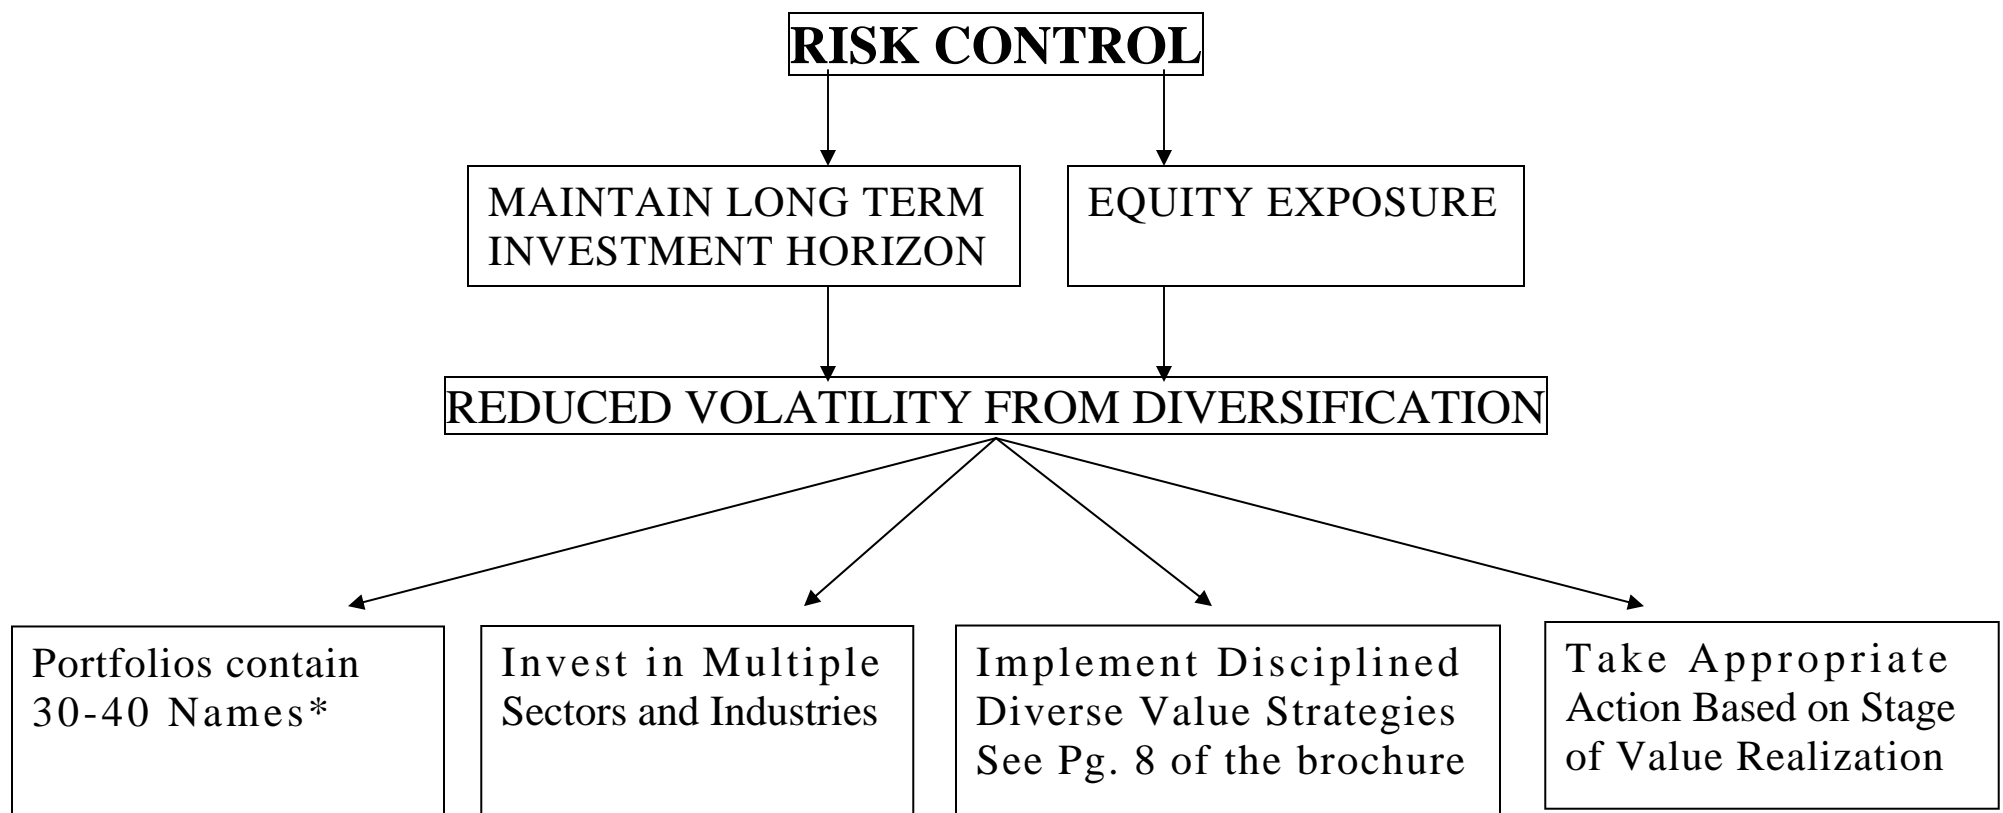 RISK CONTROL
MAINTAIN LONG TERM
INVESTMENT HORIZON
EQUITY EXPOSURE
REDUCED VOLATILITY FROM DIVERSIFICATION
Portfolios contain
30-40 Names*
Invest in Multiple
Sectors and Industries
Implement Disciplined
Diverse Value Strategies
See Pg. 8 of the brochure
Take Appropriate
Action Based on Stage
of Value Realization